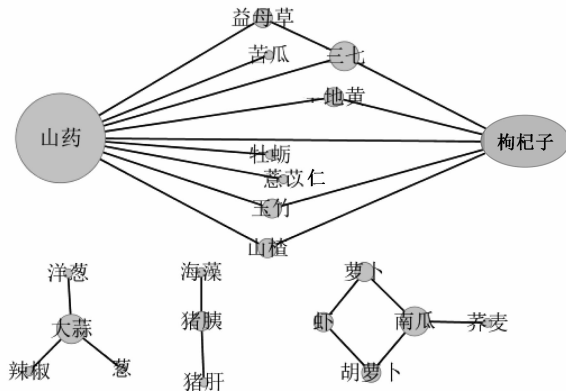 益母草
苦瓜
三七
地黄
山药
枸杞子
牡蛎
薏苡仁
玉竹
山楂
洋葱
海藻
萝卜
大蒜
猪胰
虾
南瓜
荞麦
辣椒
葱
猪肝
胡萝卜